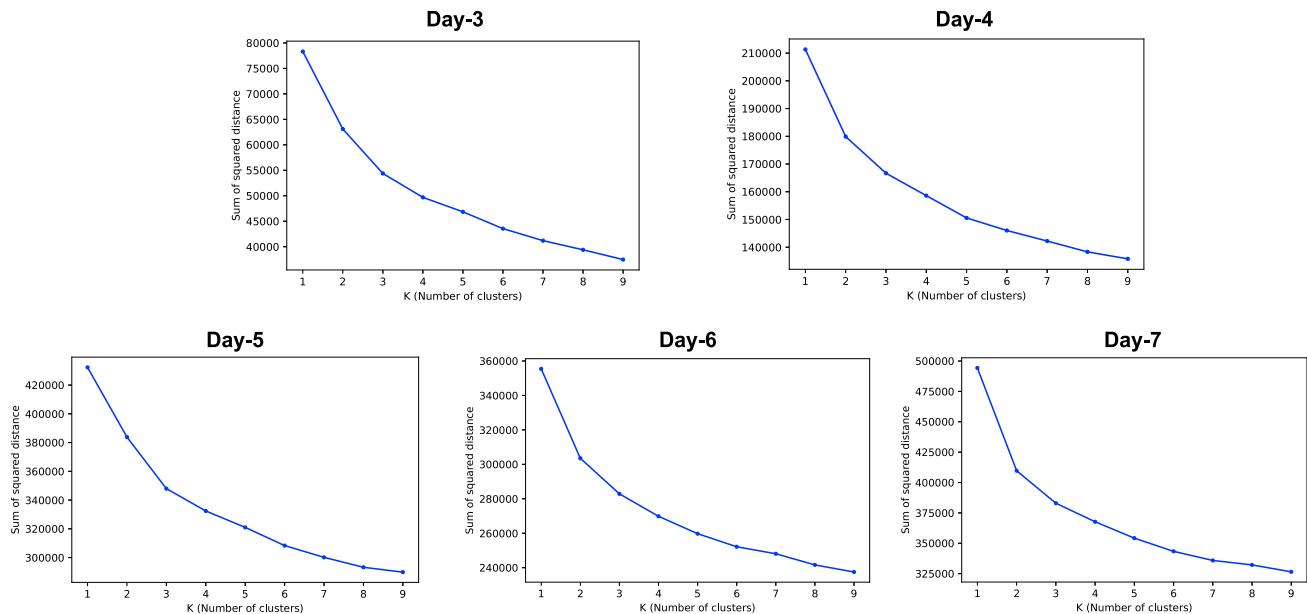 Day-3
Sum of squared distance
80000
75000
70000
65000
60000
55000
50000
45000
40000
1 2 3 4 5 6 7 8 9
K (Number of clusters)
Day-4
Sum of squared distance
210000
200000
190000
180000
170000
160000
150000
140000
1 2 3 4 5 6 7 8 9
K (Number of clusters)
Day-5
Sum of squared distance
420000
400000
380000
360000
340000
320000
300000
1 2 3 4 5 6 7 8 9
K (Number of clusters)
Day-6
Sum of squared distance
360000
340000
320000
300000
280000
260000
240000
1 2 3 4 5 6 7 8 9
K (Number of clusters)
Day-7
Sum of squared distance
500000
475000
450000
425000
400000
375000
350000
325000
1 2 3 4 5 6 7 8 9
K (Number of clusters)